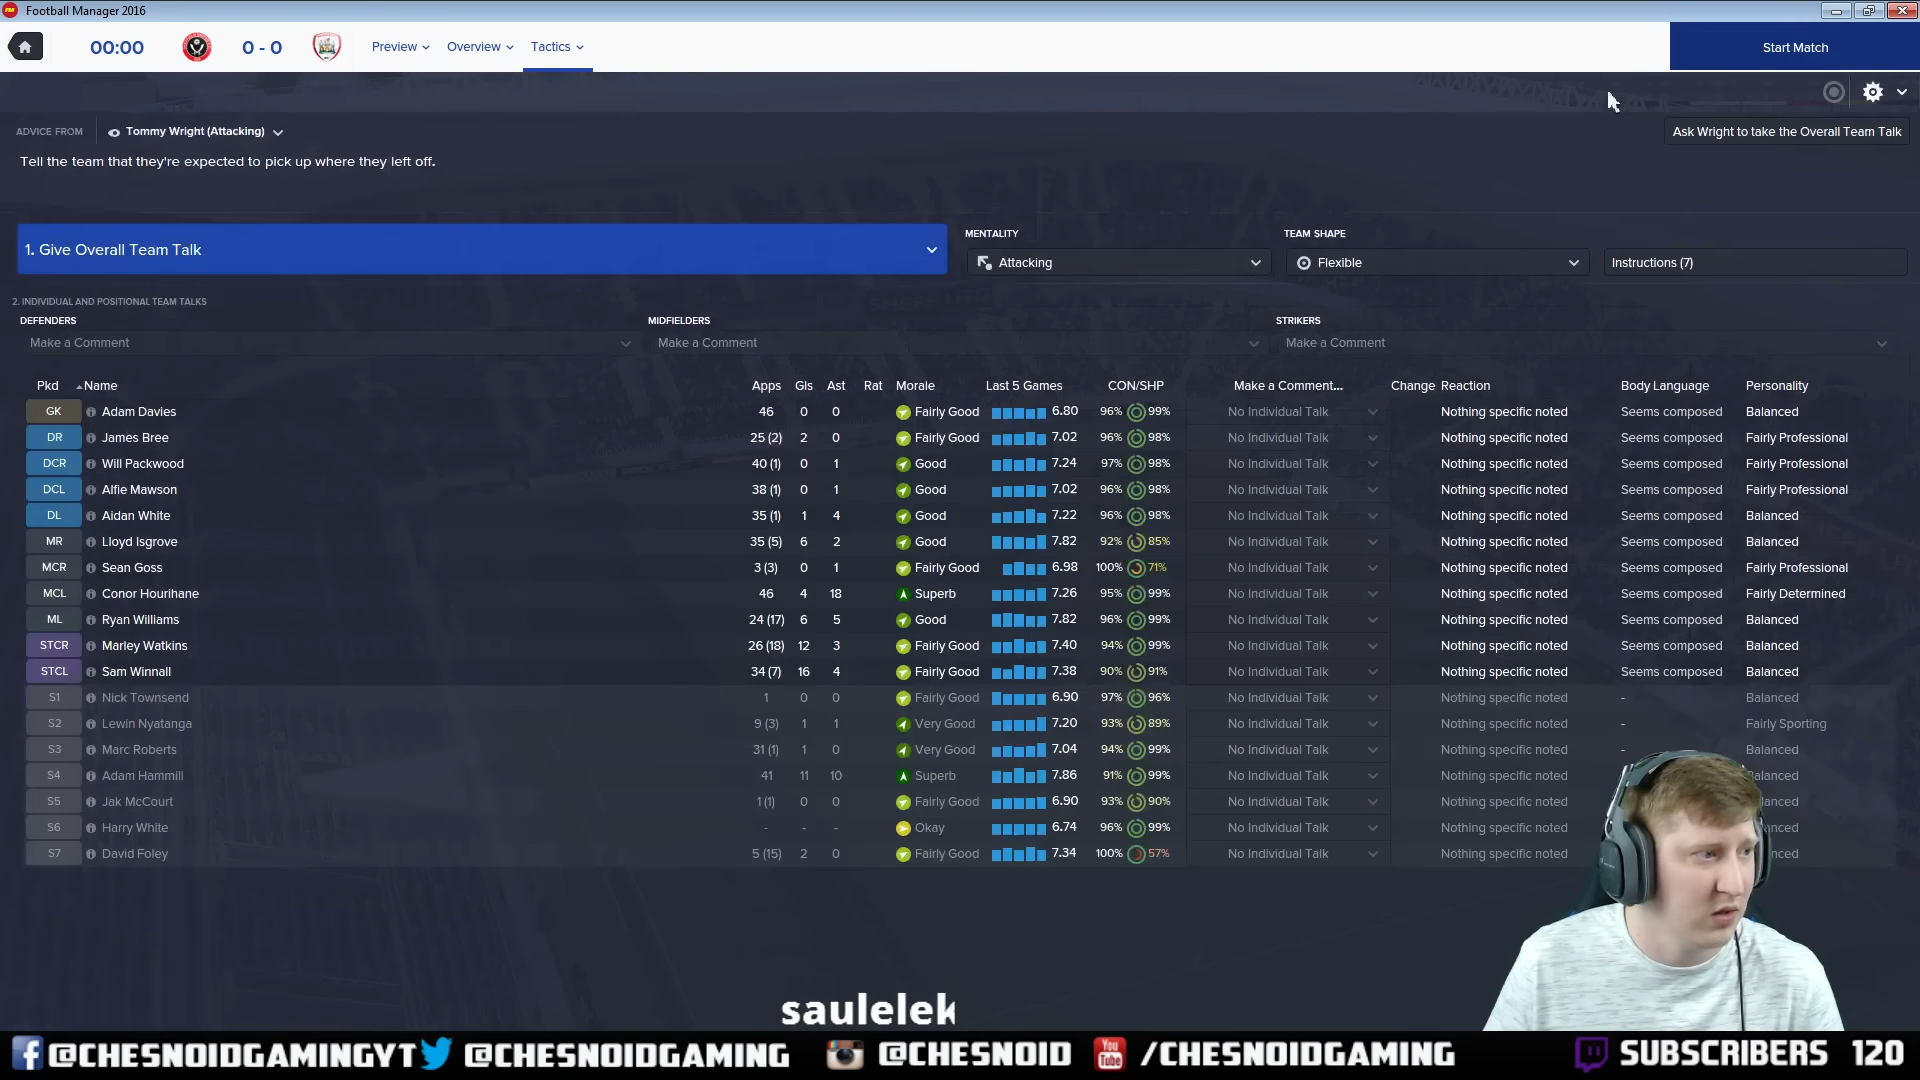 Football Manager 2016
00:00 0 - 0 Preview Overview Tactics Start Match
ADVICE FROM Tommy Wright (Attacking) Ask Wright to take the Overall Team Talk
Tell the team that they're expected to pick up where they left off.
1. Give Overall Team Talk
MENTALITY TEAM SHAPE
Attacking Flexible Instructions (7)
2. INDIVIDUAL AND POSITIONAL TEAM TALKS
DEFENDERS MIDFIELDERS STRIKERS
Make a Comment Make a Comment Make a Comment
Pkd Name Apps Gls Ast Rat Morale Last 5 Games CON/SHP Make a Comment... Change Reaction Body Language Personality
GK Adam Davies 46 0 0 Fairly Good 6.80 96% 99% No Individual Talk Nothing specific noted Seems composed Balanced
DR James Bree 25 (2) 2 0 Fairly Good 7.02 96% 98% No Individual Talk Nothing specific noted Seems composed Fairly Professional
DCR Will Packwood 40 (1) 0 1 Good 7.24 97% 98% No Individual Talk Nothing specific noted Seems composed Fairly Professional
DCL Alfie Mawson 38 (1) 0 1 Good 7.02 96% 98% No Individual Talk Nothing specific noted Seems composed Fairly Professional
DL Aidan White 35 (1) 1 4 Good 7.22 96% 98% No Individual Talk Nothing specific noted Seems composed Balanced
MR Lloyd Isgrove 35 (5) 6 2 Good 7.82 92% 85% No Individual Talk Nothing specific noted Seems composed Balanced
MCR Sean Goss 3 (3) 0 1 Fairly Good 6.98 100% 71% No Individual Talk Nothing specific noted Seems composed Fairly Professional
MCL Conor Hourihane 46 4 18 Superb 7.26 95% 99% No Individual Talk Nothing specific noted Seems composed Fairly Determined
ML Ryan Williams 24 (17) 6 5 Good 7.82 96% 99% No Individual Talk Nothing specific noted Seems composed Balanced
STCR Marley Watkins 26 (18) 12 3 Fairly Good 7.40 94% 99% No Individual Talk Nothing specific noted Seems composed Balanced
STCL Sam Winnall 34 (7) 16 4 Fairly Good 7.38 90% 91% No Individual Talk Nothing specific noted Seems composed Balanced
S1 Nick Townsend 1 0 0 Fairly Good 6.90 97% 96% No Individual Talk Nothing specific noted - Balanced
S2 Lewin Nyatanga 9 (3) 1 1 Very Good 7.20 93% 89% No Individual Talk Nothing specific noted - Fairly Sporting
S3 Marc Roberts 31 (1) 1 0 Very Good 7.04 94% 99% No Individual Talk Nothing specific noted - Balanced
S4 Adam Hammill 41 11 10 Superb 7.86 91% 99% No Individual Talk Nothing specific noted alanced
S5 Jak McCourt 1 (1) 0 0 Fairly Good 6.90 93% 90% No Individual Talk Nothing specific noted anced
S6 Harry White - - - Okay 6.74 96% 99% No Individual Talk Nothing specific noted nced
S7 David Foley 5 (15) 2 0 Fairly Good 7.34 100% 57% No Individual Talk Nothing specific noted nced
saulelek
@CHESNOIDGAMINGYT @CHESNOIDGAMING @CHESNOID You Tube /CHESNOIDGAMING SUBSCRIBERS 120